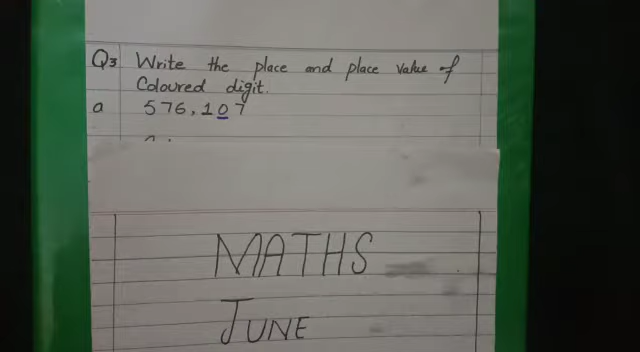 Q3 Write the place and place value of
Coloured digit.
a 576,107
MATHS
JUNE